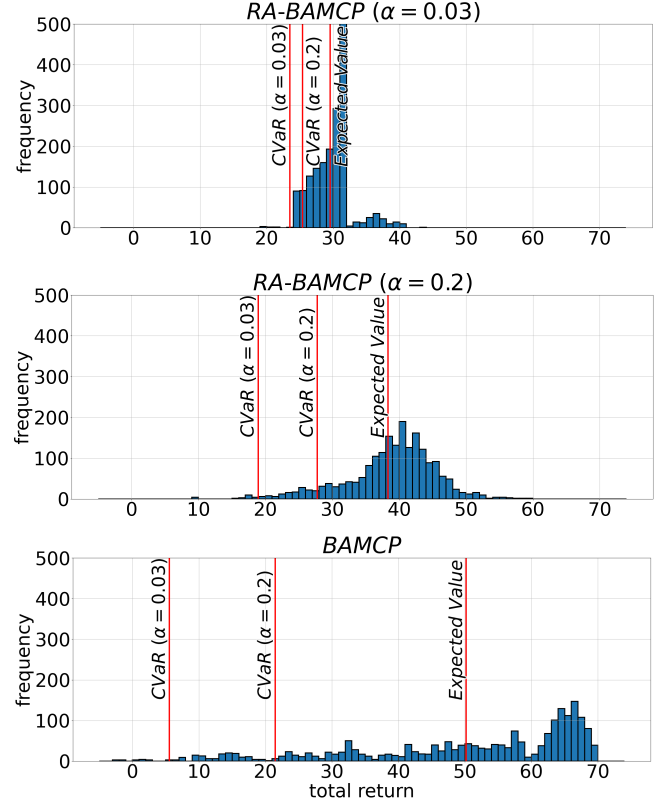 RA-BAMCP (α = 0.03)
500
400
300
200
100
0
frequency
CVaR (α = 0.03)
CVaR (α = 0.2)
Expected Value
0 10 20 30 40 50 60 70
RA-BAMCP (α = 0.2)
500
400
300
200
100
0
frequency
CVaR (α = 0.03)
CVaR (α = 0.2)
Expected Value
0 10 20 30 40 50 60 70
BAMCP
500
400
300
200
100
0
frequency
CVaR (α = 0.03)
CVaR (α = 0.2)
Expected Value
0 10 20 30 40 50 60 70
total return